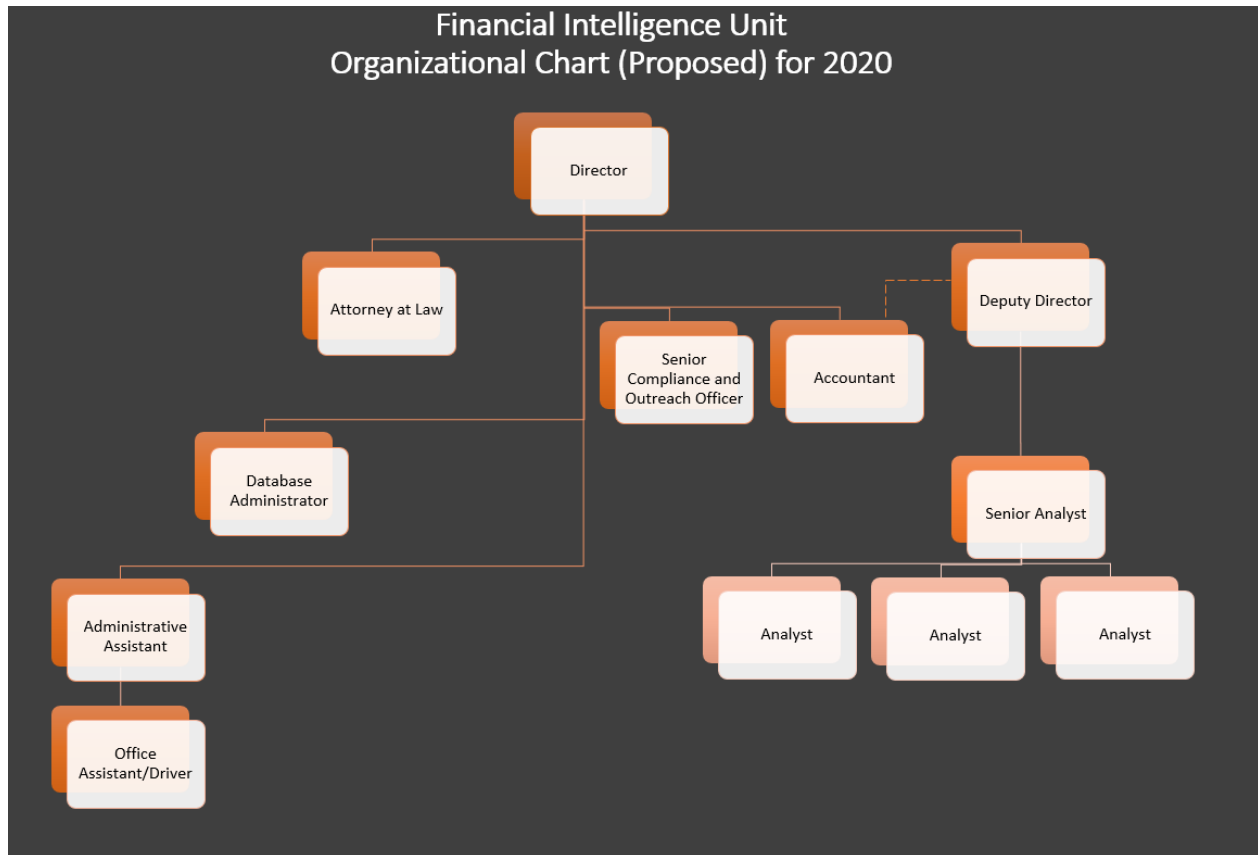 Financial Intelligence Unit
Organizational Chart (Proposed) for 2020
Director
Attorney at Law
Deputy Director
Senior
Compliance and
Outreach Officer
Accountant
Database
Administrator
Senior Analyst
Administrative
Assistant
Analyst
Analyst
Analyst
Office
Assistant/Driver